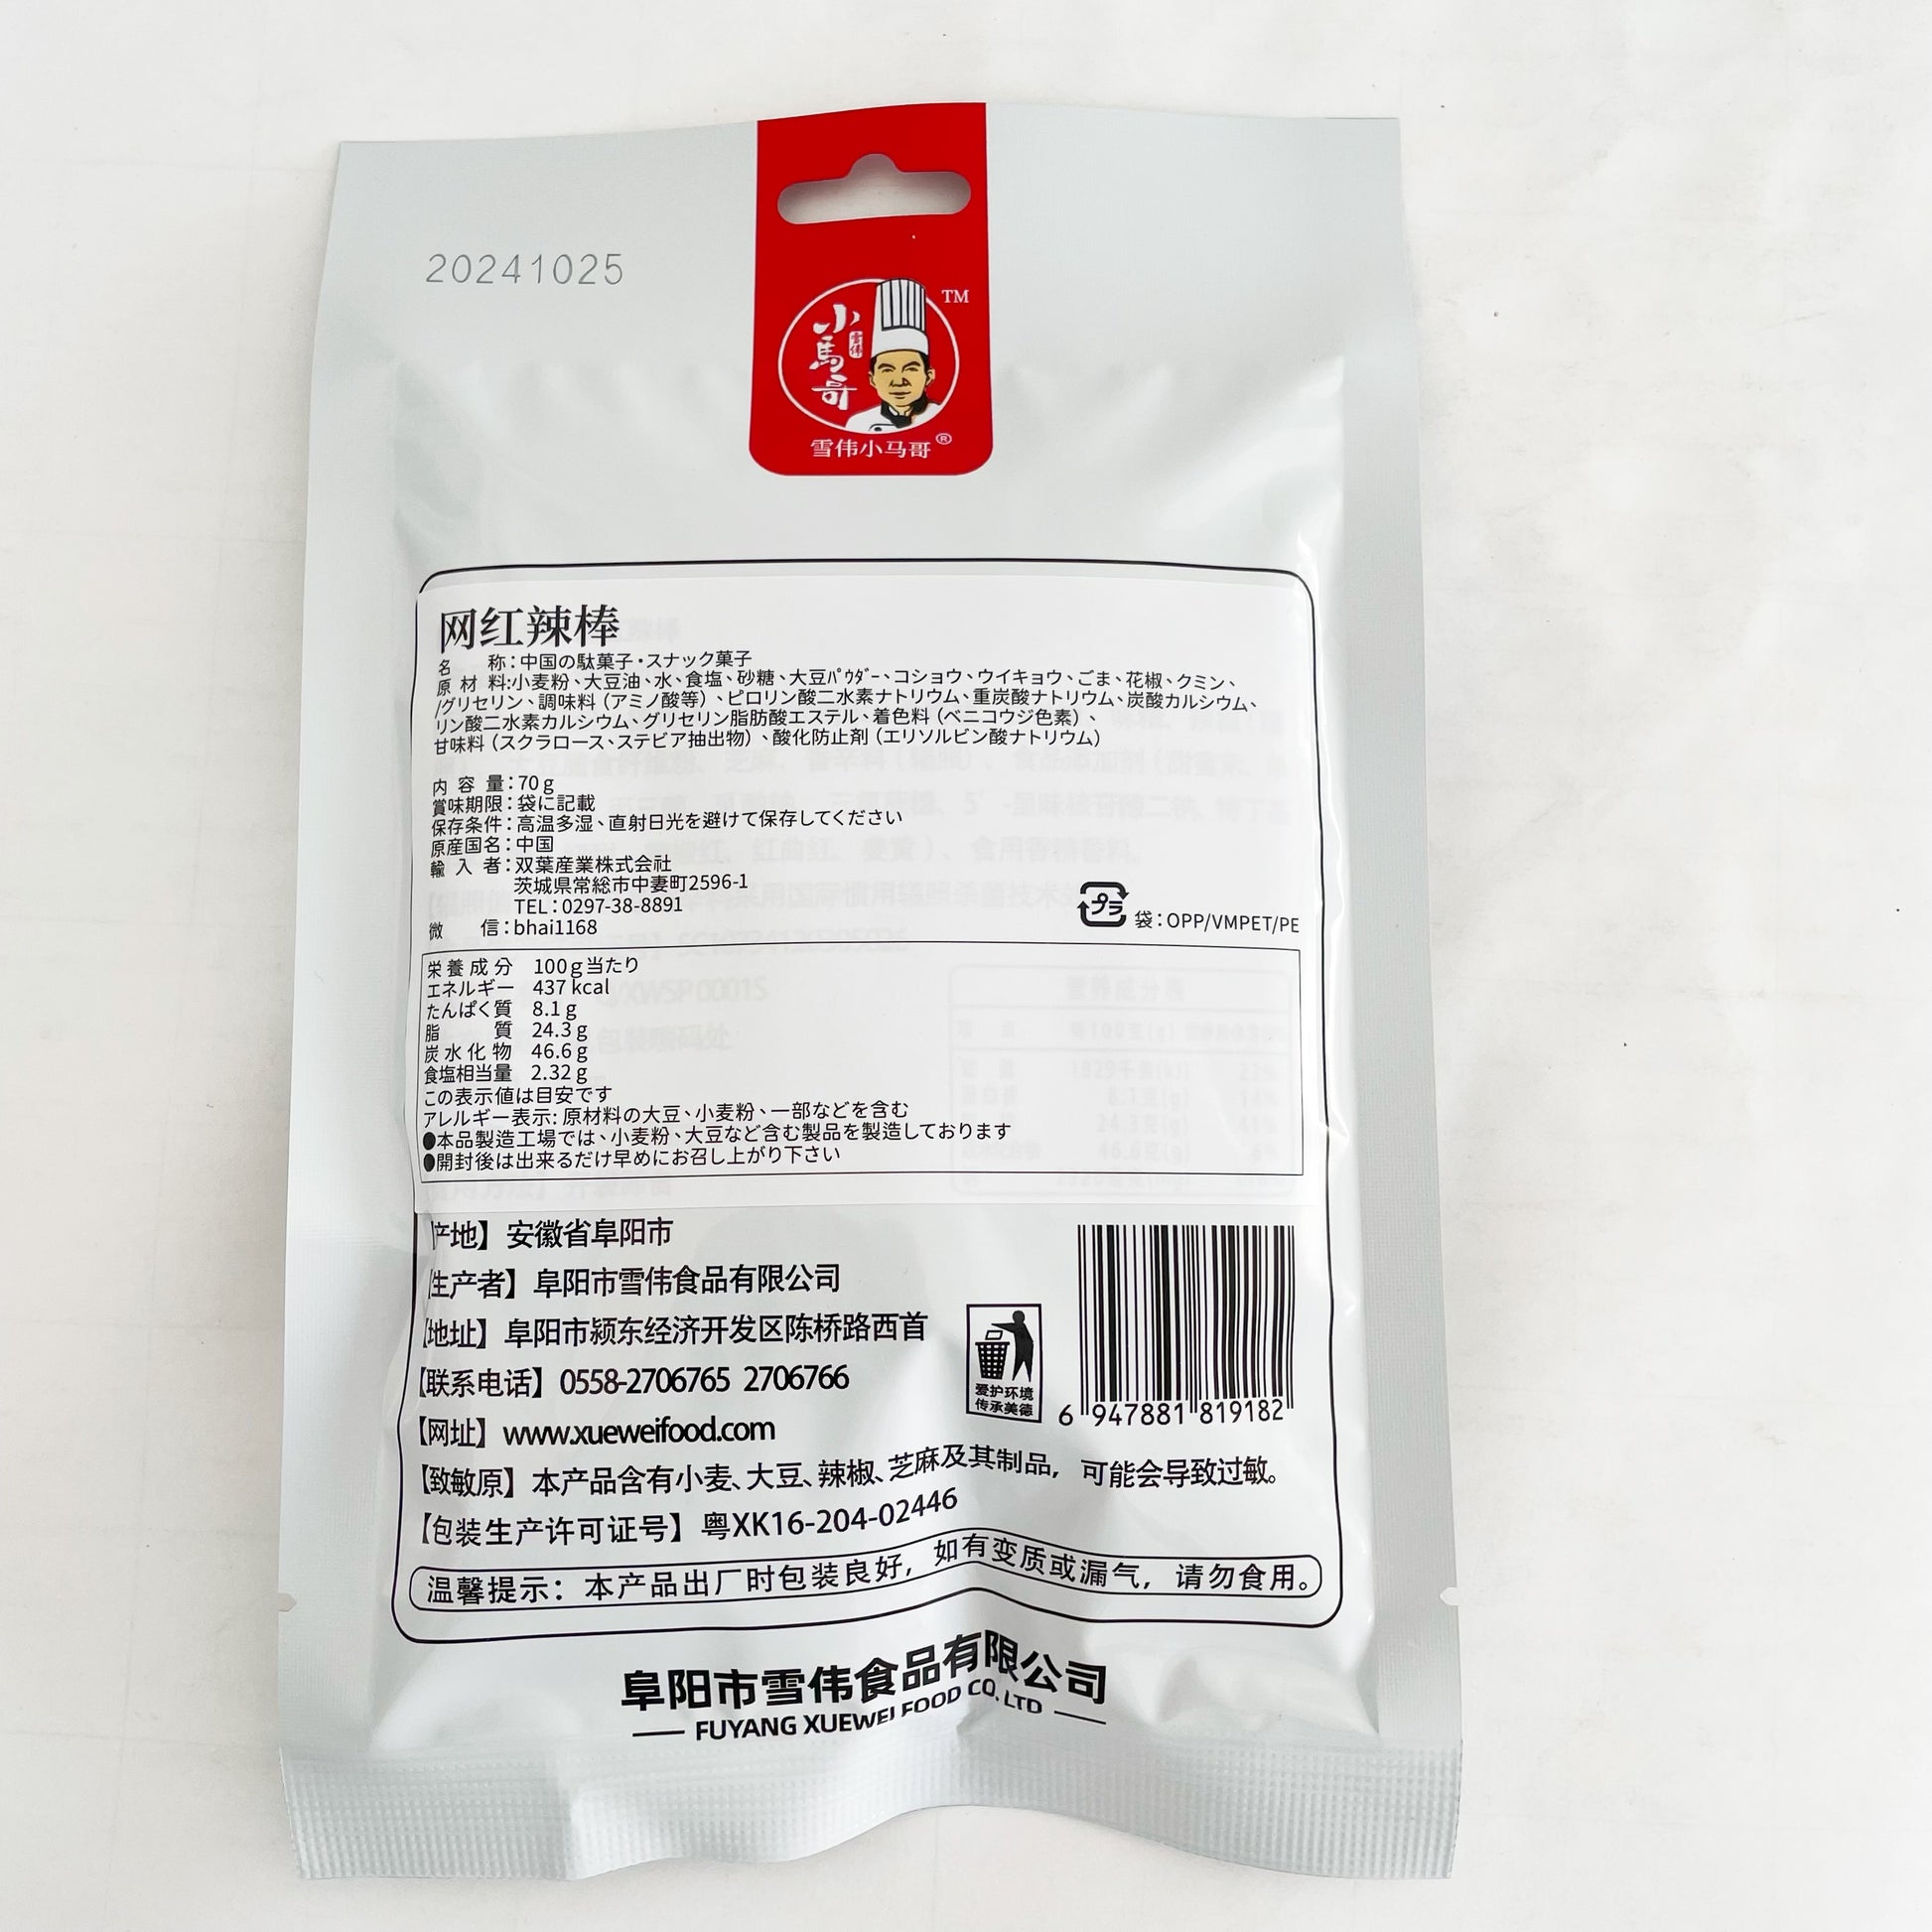 20241025
TM
小馬哥
雪伟
雪伟小马哥®
网红辣棒
名 称:中国の駄菓子・スナック菓子
原 材 料:小麦粉、大豆油、水、食塩、砂糖、大豆ﾊﾟｳﾀﾞｰ、コショウ、ウイキョウ、ごま、花椒、クミン、
/グリセリン、調味料(アミノ酸等)、ピロリン酸二水素ナトリウム、重炭酸ナトリウム、炭酸カルシウム、
リン酸二水素カルシウム、グリセリン脂肪酸エステル、着色料(ベニコウジ色素)、
甘味料(スクラロース、ステビア抽出物)、酸化防止剤(エリソルビン酸ナトリウム)
内 容 量:70g
賞味期限:袋に記載
保存条件:高温多湿、直射日光を避けて保存してください
原産国名:中国
輸 入 者:双葉産業株式会社
茨城県常総市中妻町2596-1
TEL:0297-38-8891
微 信:bhai1168
プラ 袋:OPP/VMPET/PE
栄養成分 100g当たり
エネルギー 437 kcal
たんぱく質 8.1g
脂 質 24.3g
炭水化物 46.6g
食塩相当量 2.32g
この表示値は目安です
アレルギー表示: 原材料の大豆、小麦粉、一部などを含む
●本品製造工場では、小麦粉、大豆など含む製品を製造しております
●開封後は出来るだけ早めにお召し上がり下さい
产地】安徽省阜阳市
【生产者】阜阳市雪伟食品有限公司
【地址】阜阳市颍东经济开发区陈桥路西首
【联系电话】0558-2706765 2706766
【网址】www.xueweifood.com
爱护环境
传承美德
6 947881 819182
【致敏原】本产品含有小麦、大豆、辣椒、芝麻及其制品，可能会导致过敏。
【包装生产许可证号】粤XK16-204-02446
温馨提示：本产品出厂时包装良好，如有变质或漏气，请勿食用。
阜阳市雪伟食品有限公司
FUYANG XUEWEI FOOD CO.LTD